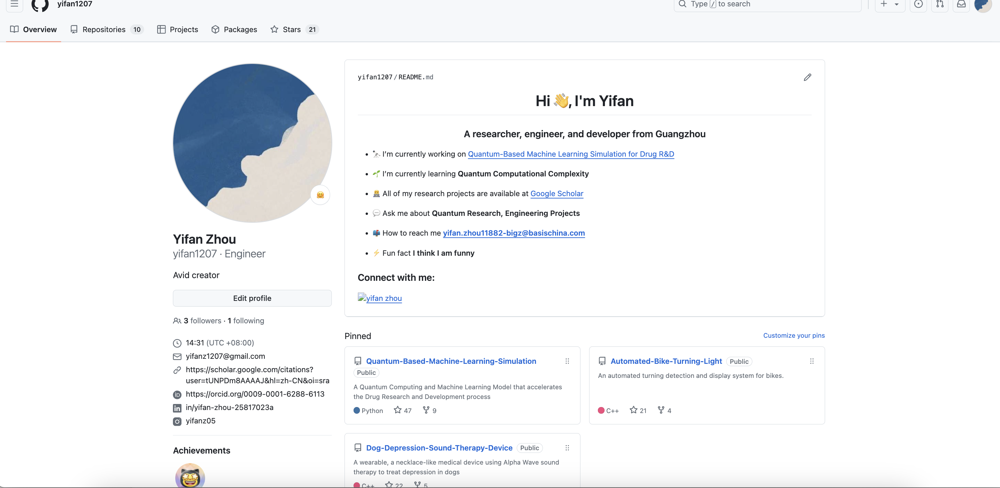 yifan1207
Type / to search
Overview
Repositories 10
Projects
Packages
Stars 21
Yifan Zhou
yifan1207 · Engineer
Avid creator
Edit profile
3 followers · 1 following
14:31 (UTC +08:00)
yifanz1207@gmail.com
https://scholar.google.com/citations?
user=tUNPDm8AAAAJ&hl=zh-CN&oi=sra
iD https://orcid.org/0009-0001-6288-6113
in in/yifan-zhou-25817023a
yifanz05
Achievements
yifan1207/README.md
Hi 👋, I'm Yifan
A researcher, engineer, and developer from Guangzhou
• 🔭 I’m currently working on Quantum-Based Machine Learning Simulation for Drug R&D
• 🌱 I’m currently learning Quantum Computational Complexity
• 👨‍💻 All of my research projects are available at Google Scholar
• 💬 Ask me about Quantum Research, Engineering Projects
• 📫 How to reach me yifan.zhou11882-bigz@basischina.com
• ⚡ Fun fact I think I am funny
Connect with me:
yifan zhou
Pinned
Customize your pins
Quantum-Based-Machine-Learning-Simulation
Public
A Quantum Computing and Machine Learning Model that accelerates
the Drug Research and Development process
Python 47 9
Automated-Bike-Turning-Light Public
An automated turning detection and display system for bikes.
C++ 21 4
Dog-Depression-Sound-Therapy-Device Public
A wearable, a necklace-like medical device using Alpha Wave sound
therapy to treat depression in dogs
C++ 22 5